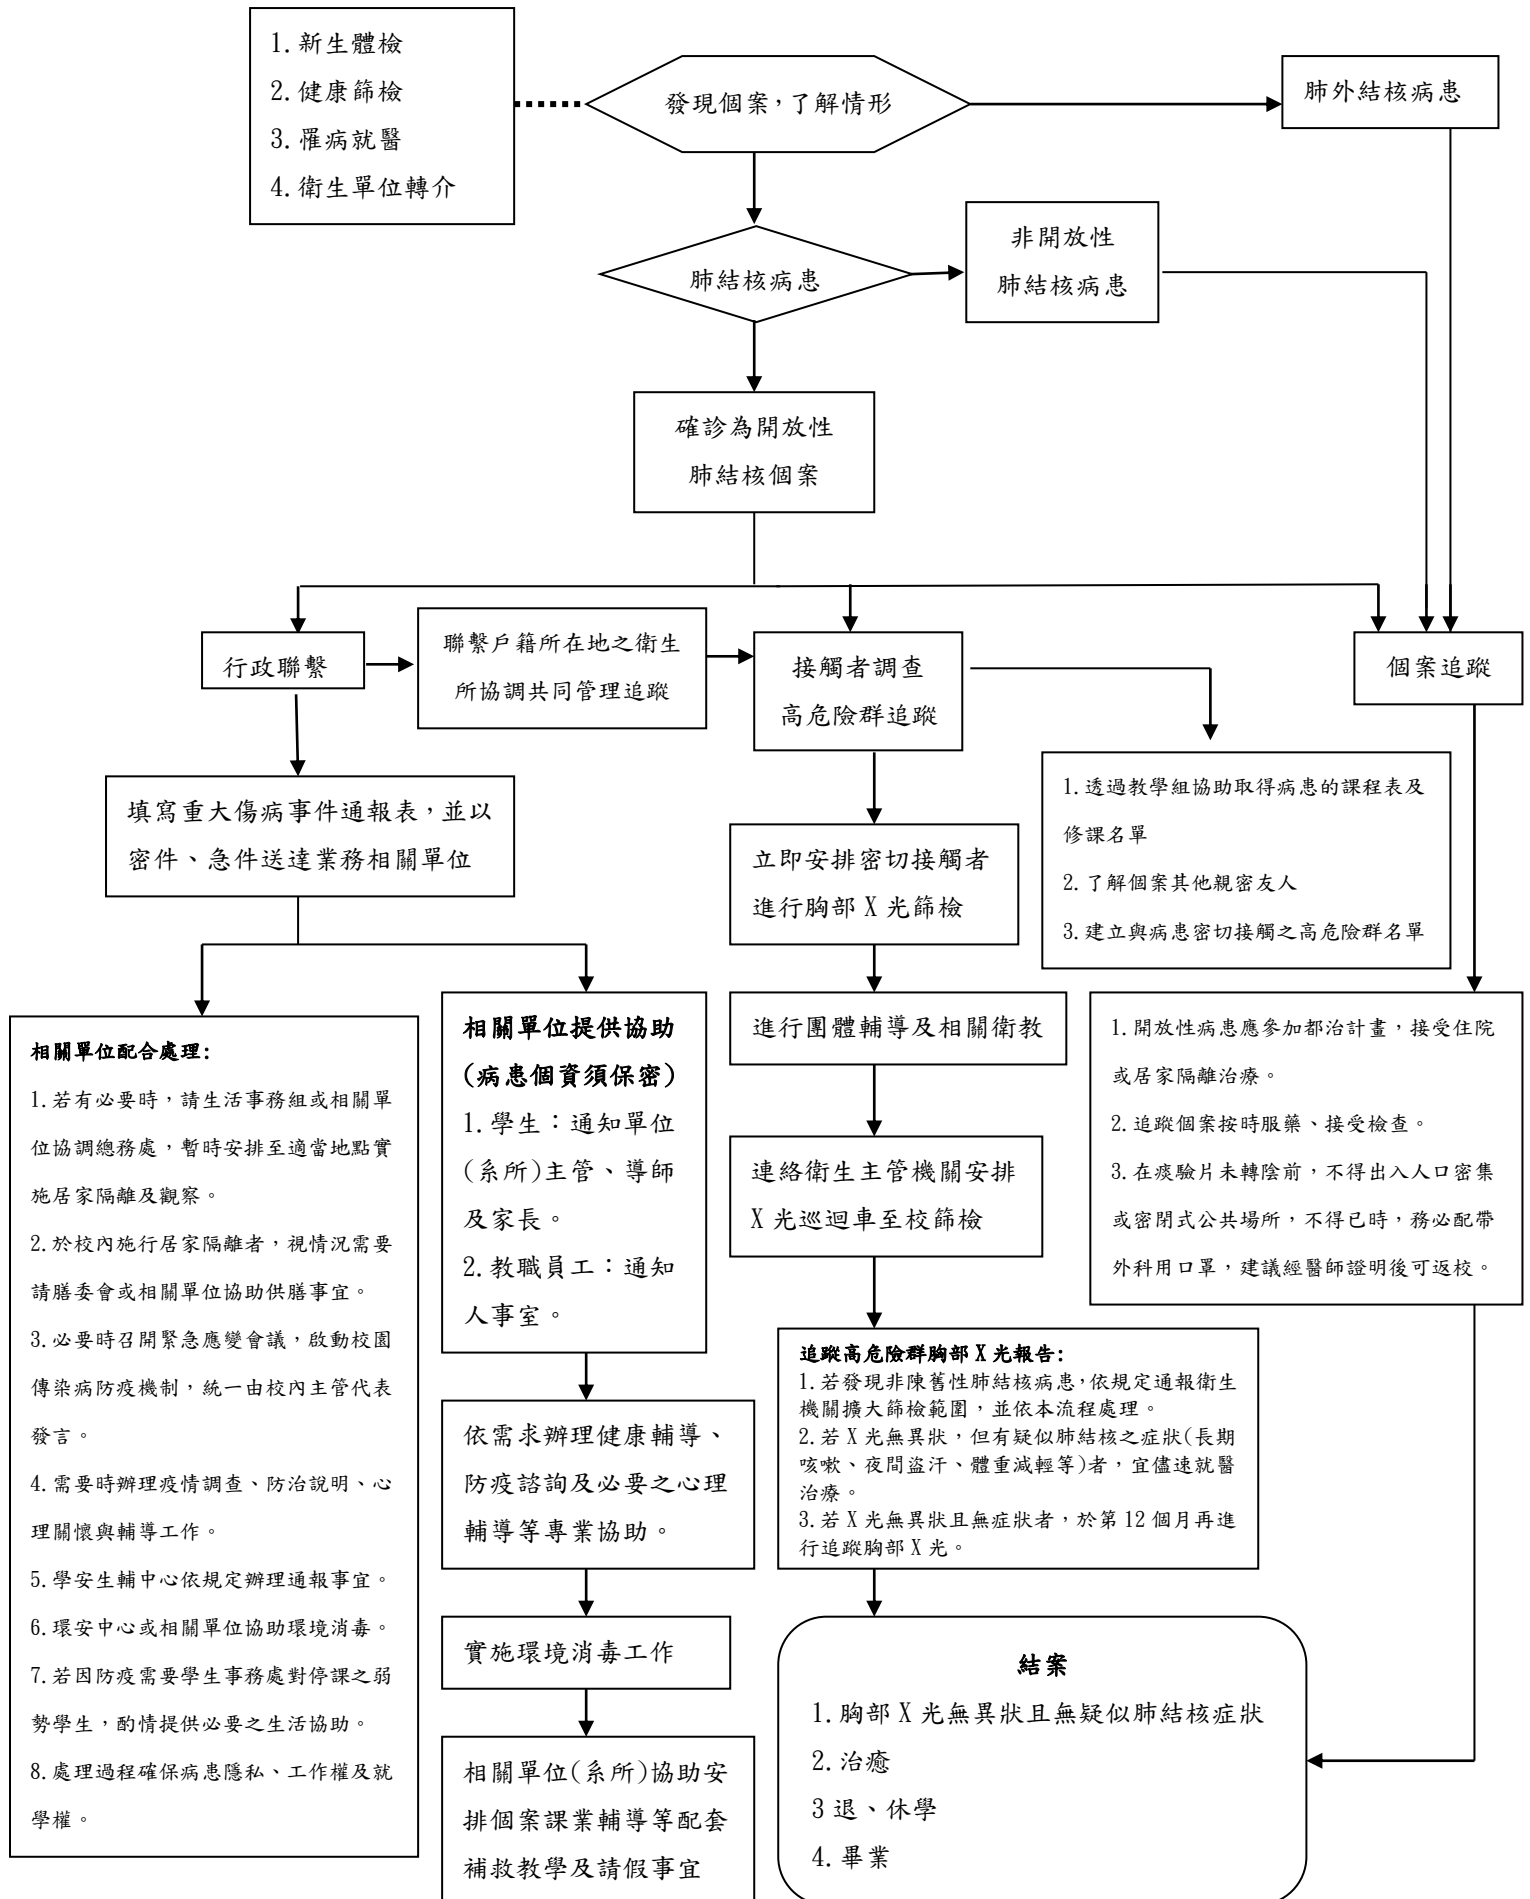 1.新生體檢
2.健康篩檢
3.罹病就醫
4.衛生單位轉介
發現個案，了解情形
肺外結核病患
肺結核病患
非開放性
肺結核病患
確診為開放性
肺結核個案
行政聯繫
聯繫戶籍所在地之衛生
所協調共同管理追蹤
接觸者調查
高危險群追蹤
個案追蹤
填寫重大傷病事件通報表，並以
密件、急件送達業務相關單位
立即安排密切接觸者
進行胸部 X 光篩檢
1.透過教學組協助取得病患的課程表及
修課名單
2.了解個案其他親密友人
3.建立與病患密切接觸之高危險群名單
相關單位配合處理:
1.若有必要時，請生活事務組或相關單
位協調總務處，暫時安排至適當地點實
施居家隔離及觀察。
2.於校內施行居家隔離者，視情況需要
請膳委會或相關單位協助供膳事宜。
3.必要時召開緊急應變會議，啟動校園
傳染病防疫機制，統一由校內主管代表
發言。
4.需要時辦理疫情調查、防治說明、心
理關懷與輔導工作。
5.學安生輔中心依規定辦理通報事宜。
6.環安中心或相關單位協助環境消毒。
7.若因防疫需要學生事務處對停課之弱
勢學生，酌情提供必要之生活協助。
8.處理過程確保病患隱私、工作權及就
學權。
相關單位提供協助
(病患個資須保密)
1.學生：通知單位
(系所)主管、導師
及家長。
2.教職員工：通知
人事室。
依需求辦理健康輔導、
防疫諮詢及必要之心理
輔導等專業協助。
實施環境消毒工作
相關單位(系所)協助安
排個案課業輔導等配套
補救教學及請假事宜
進行團體輔導及相關衛教
連絡衛生主管機關安排
X 光巡迴車至校篩檢
追蹤高危險群胸部 X 光報告:
1.若發現非陳舊性肺結核病患,依規定通報衛生
機關擴大篩檢範圍，並依本流程處理。
2.若 X 光無異狀，但有疑似肺結核之症狀(長期
咳嗽、夜間盜汗、體重減輕等)者，宜儘速就醫
治療。
3.若 X 光無異狀且無症狀者，於第 12 個月再進
行追蹤胸部 X 光。
1.開放性病患應參加都治計畫，接受住院
或居家隔離治療。
2.追蹤個案按時服藥、接受檢查。
3.在痰驗片未轉陰前，不得出入人口密集
或密閉式公共場所，不得已時，務必配帶
外科用口罩，建議經醫師證明後可返校。
結案
1.胸部 X 光無異狀且無疑似肺結核症狀
2.治癒
3 退、休學
4.畢業